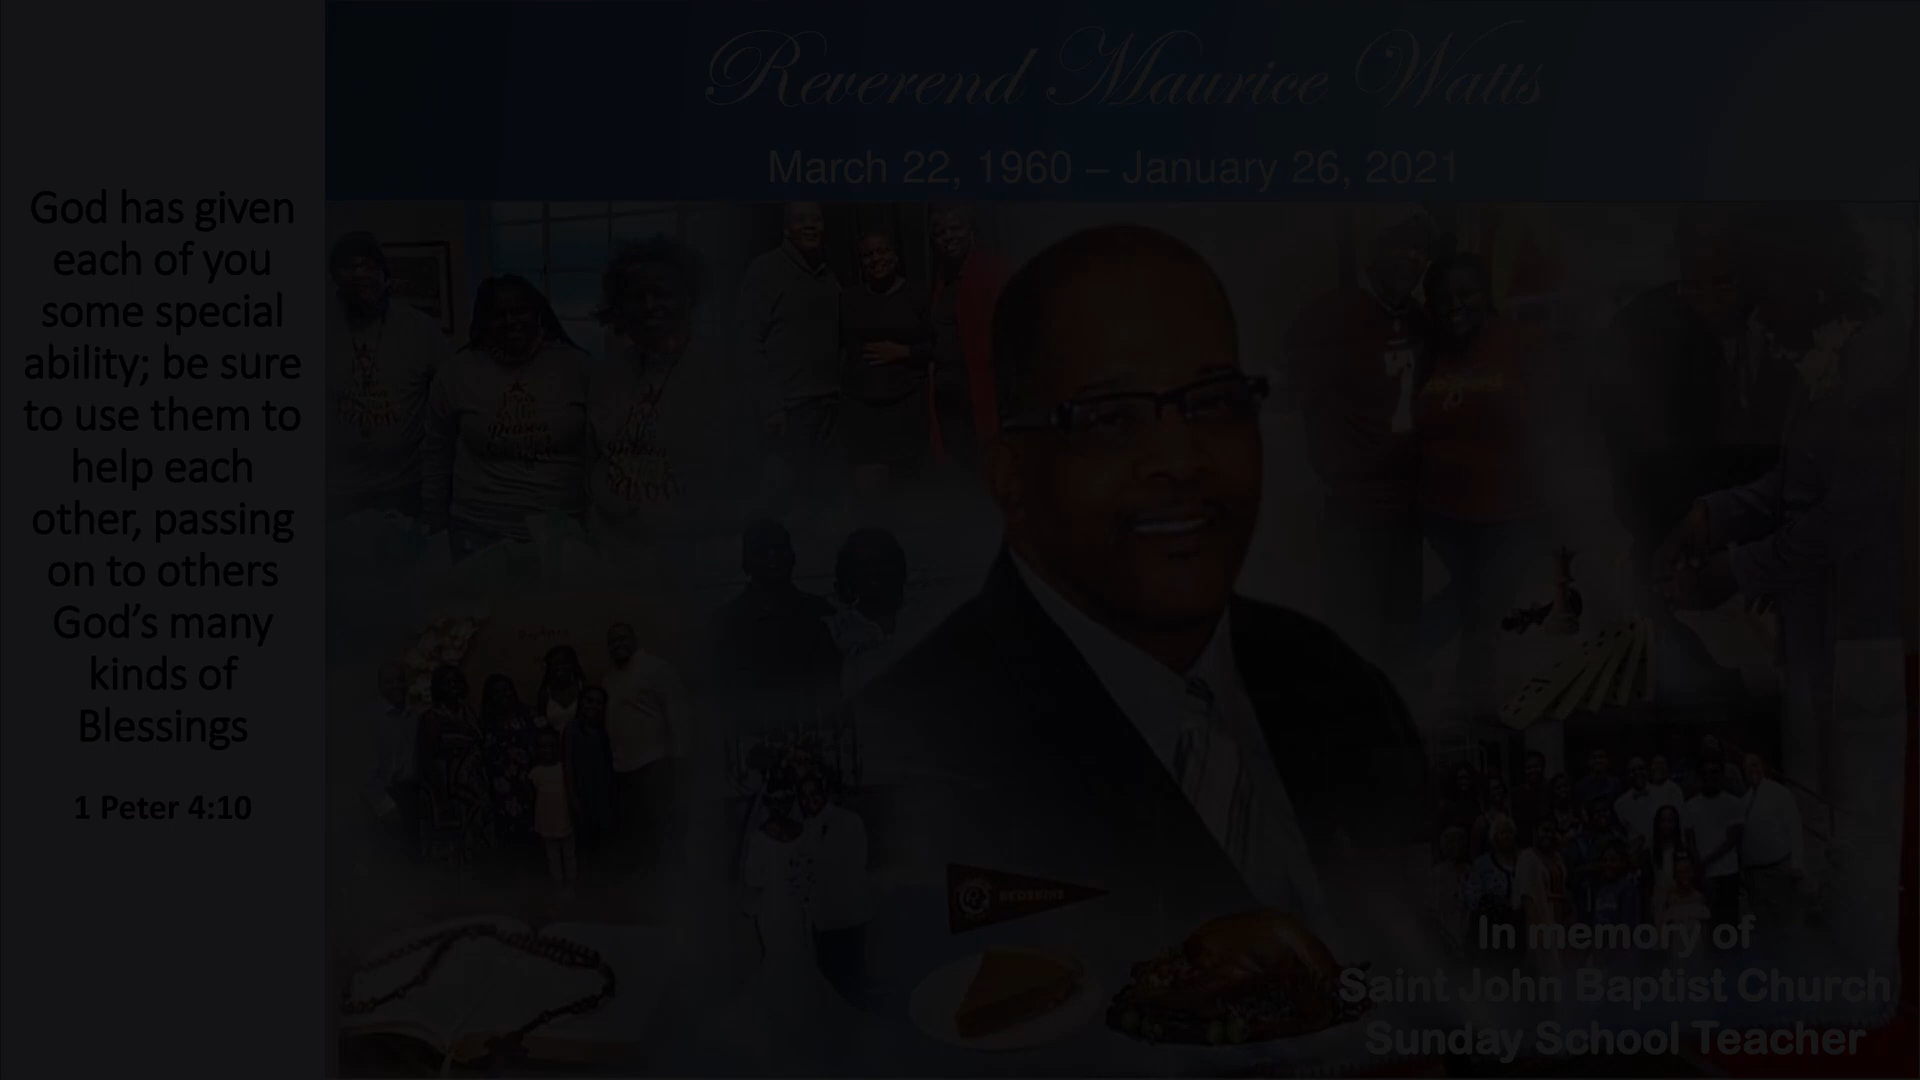 Reverend Maurice Watts
March 22, 1960 – January 26, 2021
God has given
each of you
some special
ability; be sure
to use them to
help each
other, passing
on to others
God’s many
kinds of
Blessings
1 Peter 4:10
In memory of
Saint John Baptist Church
Sunday School Teacher